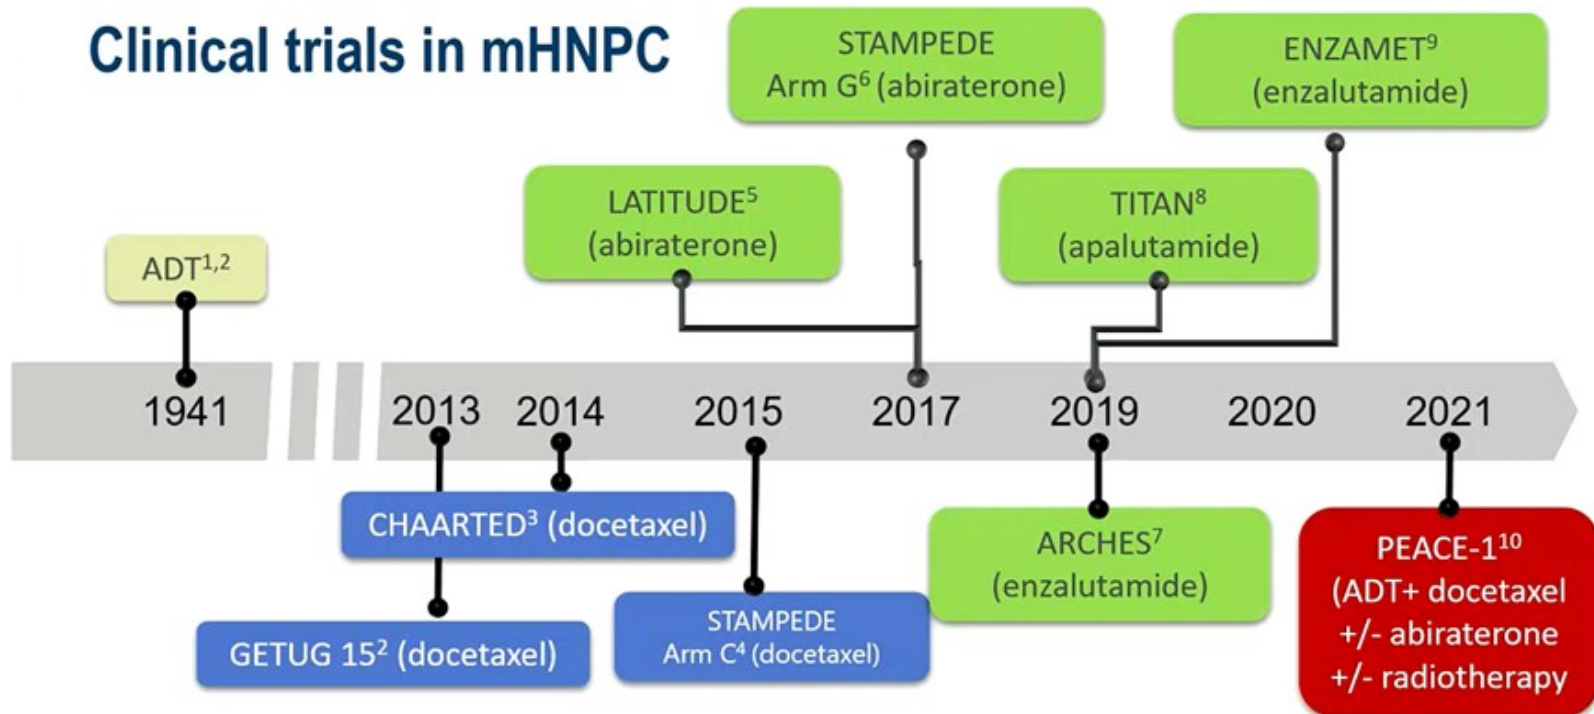 Clinical trials in mHNPC
STAMPEDE
Arm G⁶ (abiraterone)
ENZAMET⁹
(enzalutamide)
LATITUDE⁵
(abiraterone)
TITAN⁸
(apalutamide)
ADT¹,²
1941 2013 2014 2015 2017 2019 2020 2021
CHAARTED³ (docetaxel)
GETUG 15² (docetaxel)
STAMPEDE
Arm C⁴ (docetaxel)
ARCHES⁷
(enzalutamide)
PEACE-1¹⁰
(ADT+ docetaxel
+/- abiraterone
+/- radiotherapy